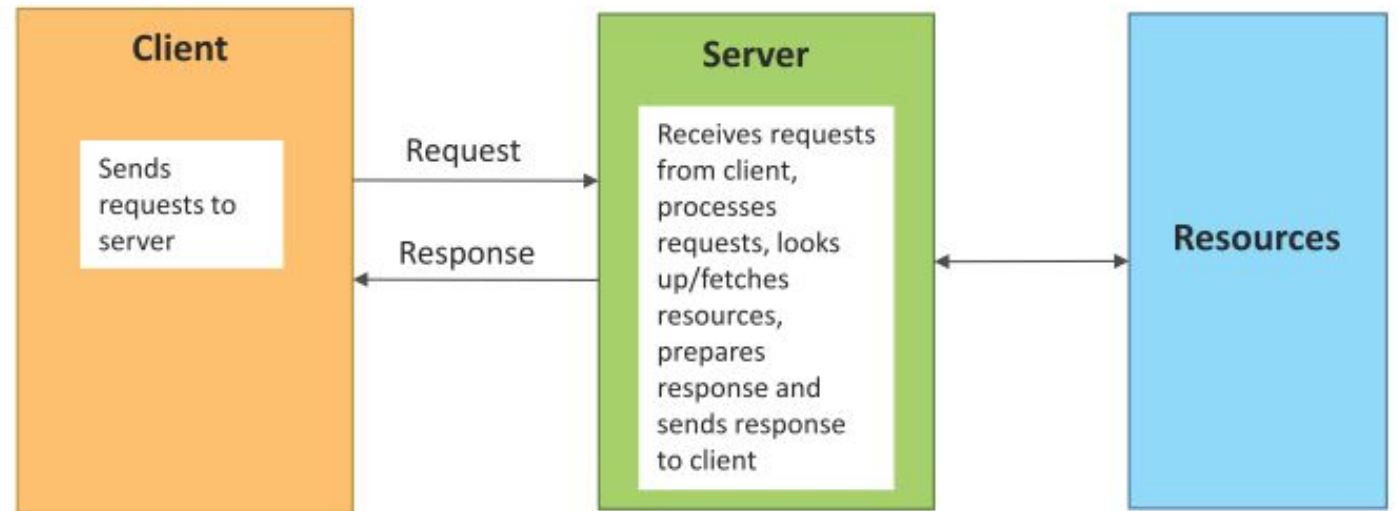 Client
Sends
requests to
server
Request
Response
Server
Receives requests
from client,
processes
requests, looks
up/fetches
resources,
prepares
response and
sends response
to client
Resources